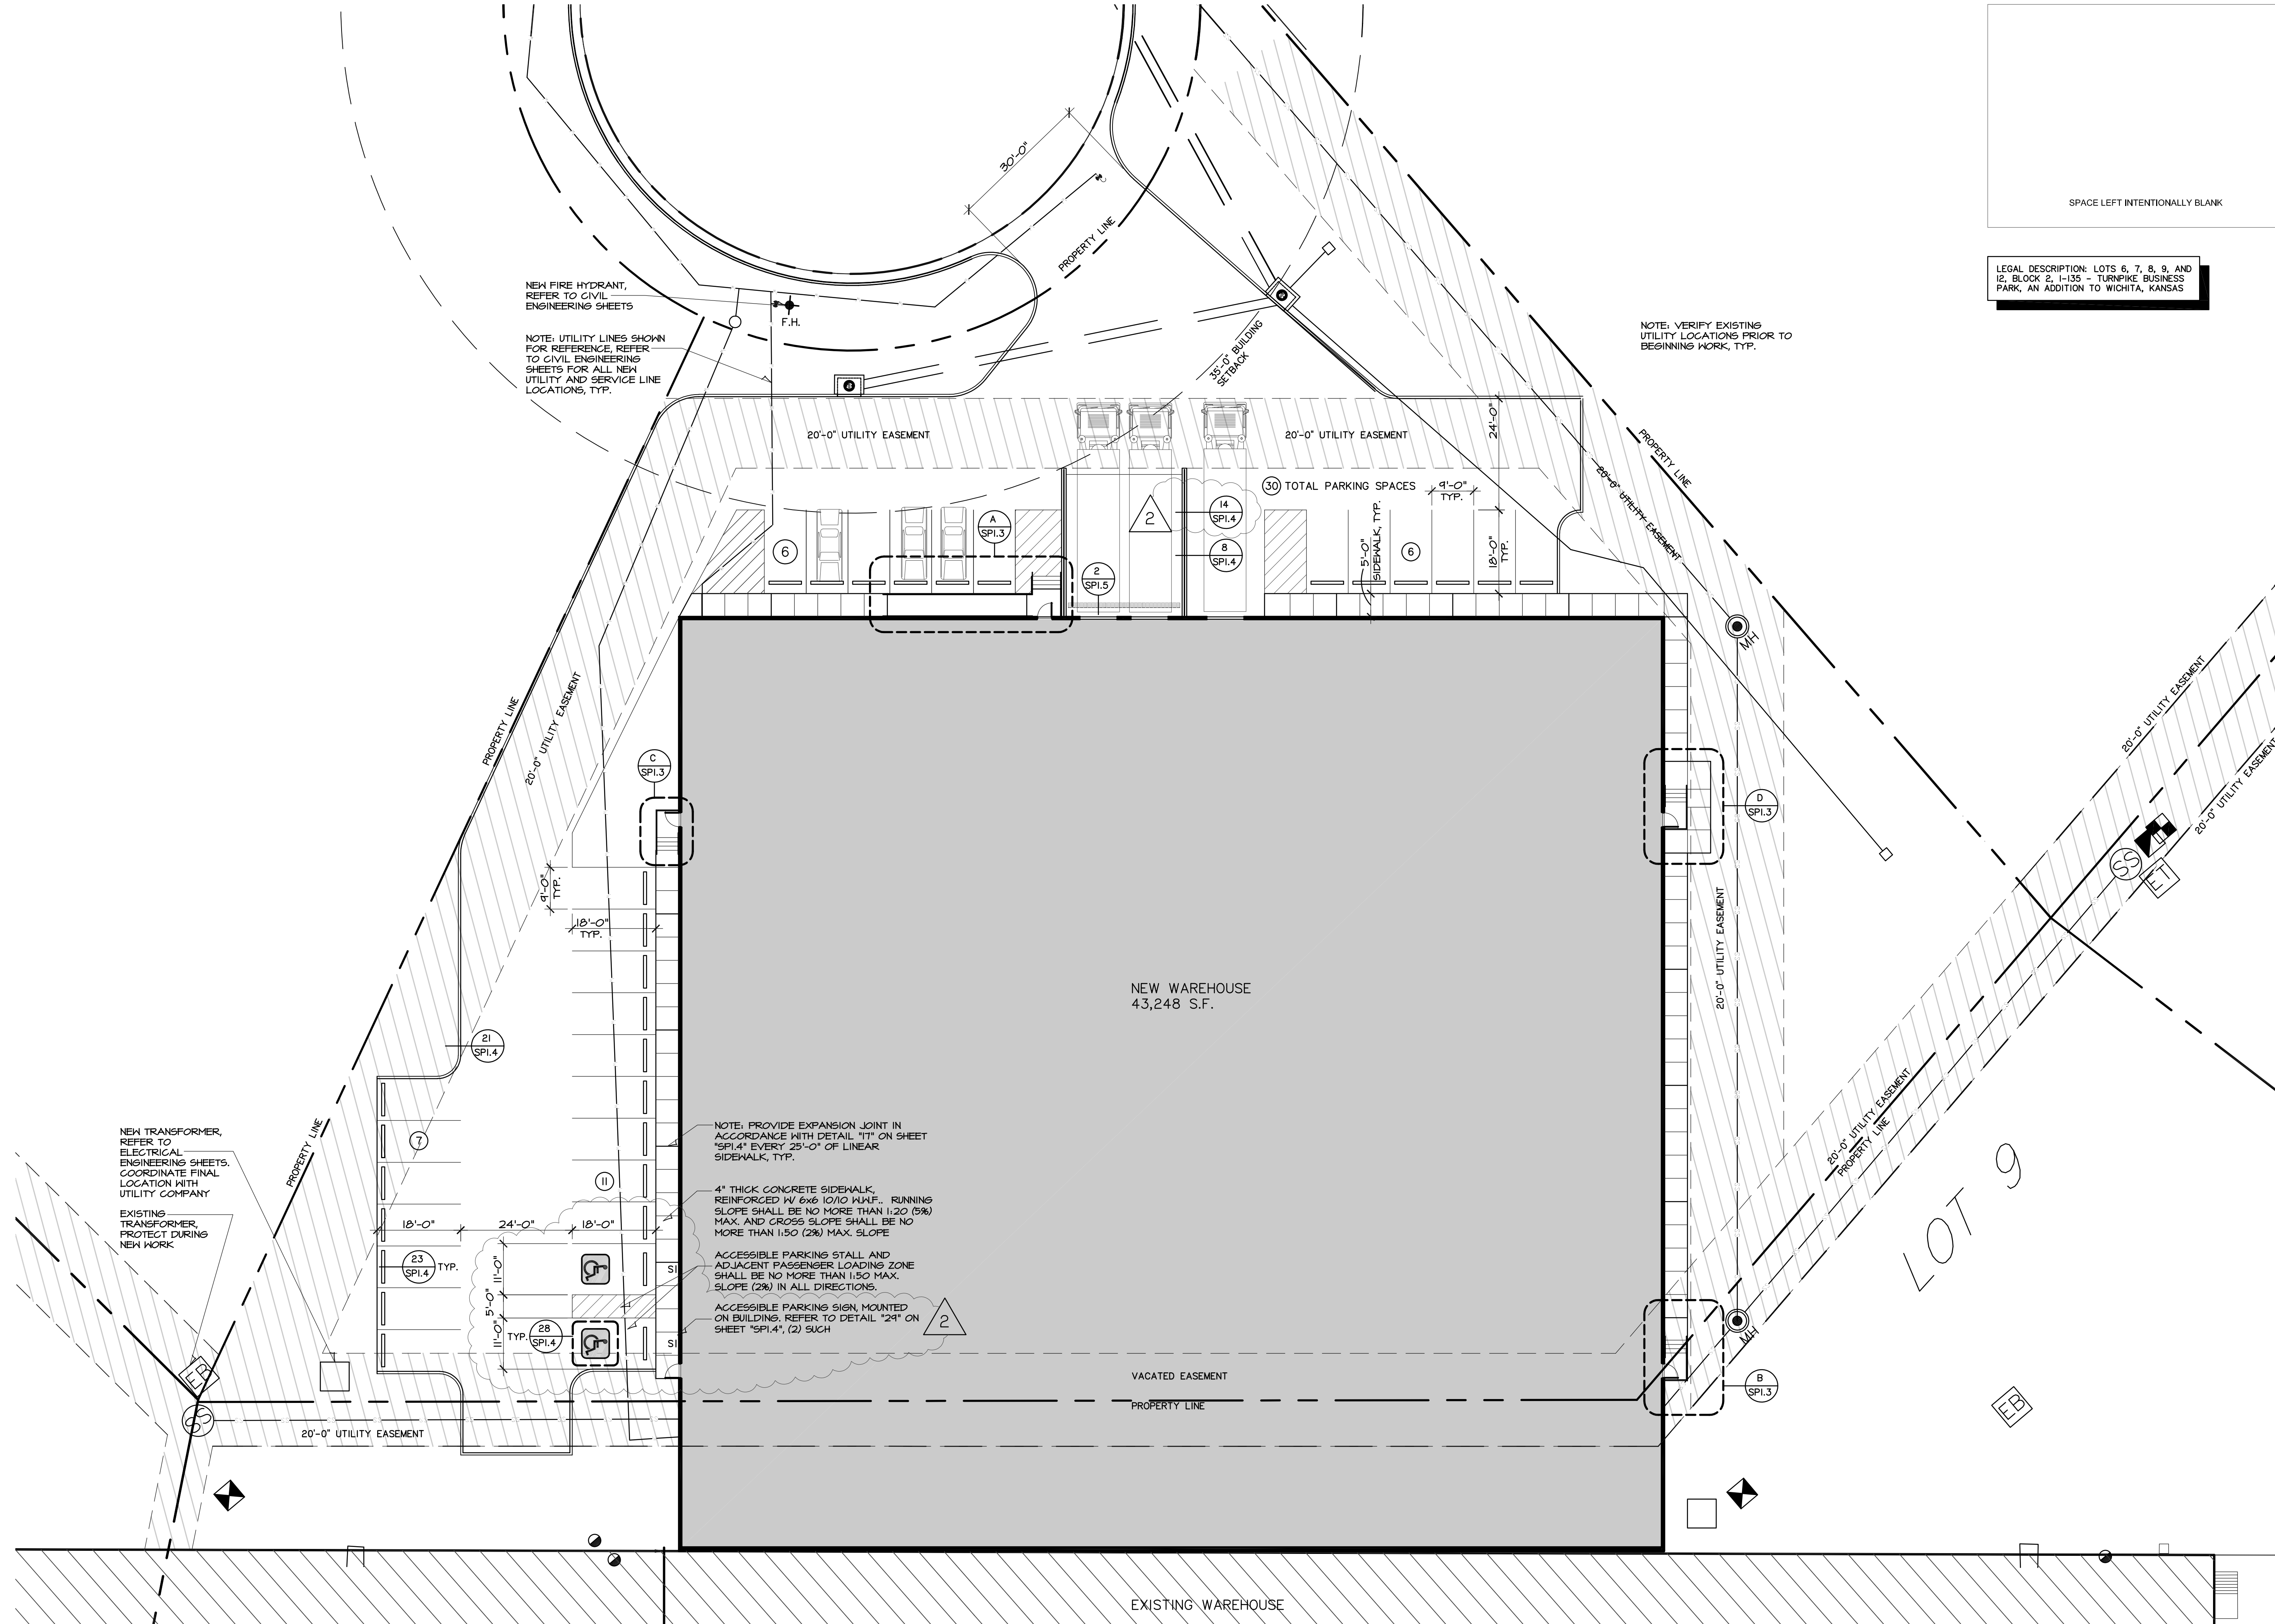 SPACE LEFT INTENTIONALLY BLANK
LEGAL DESCRIPTION: LOTS 6, 7, 8, 9, AND
12, BLOCK 2, I-135 - TURNPIKE BUSINESS
PARK, AN ADDITION TO WICHITA, KANSAS
30'-0"
PROPERTY LINE
NEW FIRE HYDRANT,
REFER TO CIVIL
ENGINEERING SHEETS
F.H.
NOTE: UTILITY LINES SHOWN
FOR REFERENCE, REFER
TO CIVIL ENGINEERING
SHEETS FOR ALL NEW
UTILITY AND SERVICE LINE
LOCATIONS, TYP.
35'-0" BUILDING
SETBACK
NOTE: VERIFY EXISTING
UTILITY LOCATIONS PRIOR TO
BEGINNING WORK, TYP.
20'-0" UTILITY EASEMENT
20'-0" UTILITY EASEMENT
24'-0"
PROPERTY LINE
20'-0" UTILITY EASEMENT
30 TOTAL PARKING SPACES
9'-0"
TYP.
A
SP1.3
2
14
SP1.4
6
8
SP1.4
5'-0"
SIDEWALK, TYP.
6
18'-0"
TYP.
2
SP1.5
MH
PROPERTY LINE
20'-0" UTILITY EASEMENT
20'-0" UTILITY EASEMENT
20'-0" UTILITY EASEMENT
C
SP1.3
D
SP1.3
SS
ET
9'-0"
TYP.
18'-0"
TYP.
20'-0" UTILITY EASEMENT
NEW WAREHOUSE
43,248 S.F.
21
SP1.4
NEW TRANSFORMER,
REFER TO
ELECTRICAL
ENGINEERING SHEETS.
COORDINATE FINAL
LOCATION WITH
UTILITY COMPANY
EXISTING
TRANSFORMER,
PROTECT DURING
NEW WORK
PROPERTY LINE
7
11
NOTE: PROVIDE EXPANSION JOINT IN
ACCORDANCE WITH DETAIL "17" ON SHEET
"SP1.4" EVERY 25'-0" OF LINEAR
SIDEWALK, TYP.
4" THICK CONCRETE SIDEWALK,
REINFORCED W/ 6x6 10/10 W.W.F.. RUNNING
SLOPE SHALL BE NO MORE THAN 1:20 (5%)
MAX. AND CROSS SLOPE SHALL BE NO
MORE THAN 1:50 (2%) MAX. SLOPE
20'-0" UTILITY EASEMENT
PROPERTY LINE
LOT 9
18'-0"
24'-0"
18'-0"
23
SP1.4
TYP.
11'-0"
5'-0"
11'-0"
SI
ACCESSIBLE PARKING STALL AND
ADJACENT PASSENGER LOADING ZONE
SHALL BE NO MORE THAN 1:50 MAX.
SLOPE (2%) IN ALL DIRECTIONS.
ACCESSIBLE PARKING SIGN, MOUNTED
ON BUILDING. REFER TO DETAIL "29" ON
SHEET "SP1.4", (2) SUCH
2
TYP.
28
SP1.4
SI
MH
EB
SS
VACATED EASEMENT
PROPERTY LINE
B
SP1.3
EB
20'-0" UTILITY EASEMENT
EXISTING WAREHOUSE